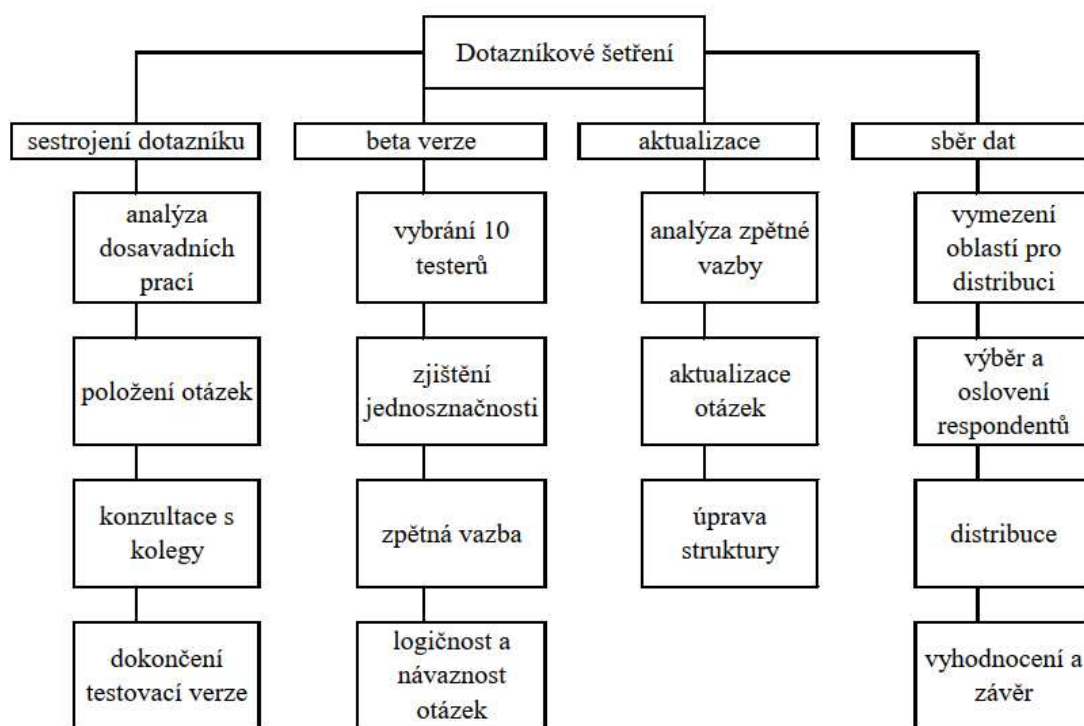 Dotazníkové šetření
sestrojení dotazníku
analýza
dosavadních
prací
položení otázek
konzultace s
kolegy
dokončení
testovací verze
beta verze
vybrání 10
testerů
zjištění
jednosznačnosti
zpětná vazba
logičnost a
návaznost
otázek
aktualizace
analýza zpětné
vazby
aktualizace
otázek
úprava
struktury
sběr dat
vymezení
oblastí pro
distribuci
výběr a
oslovení
respondentů
distribuce
vyhodnocení a
závěr